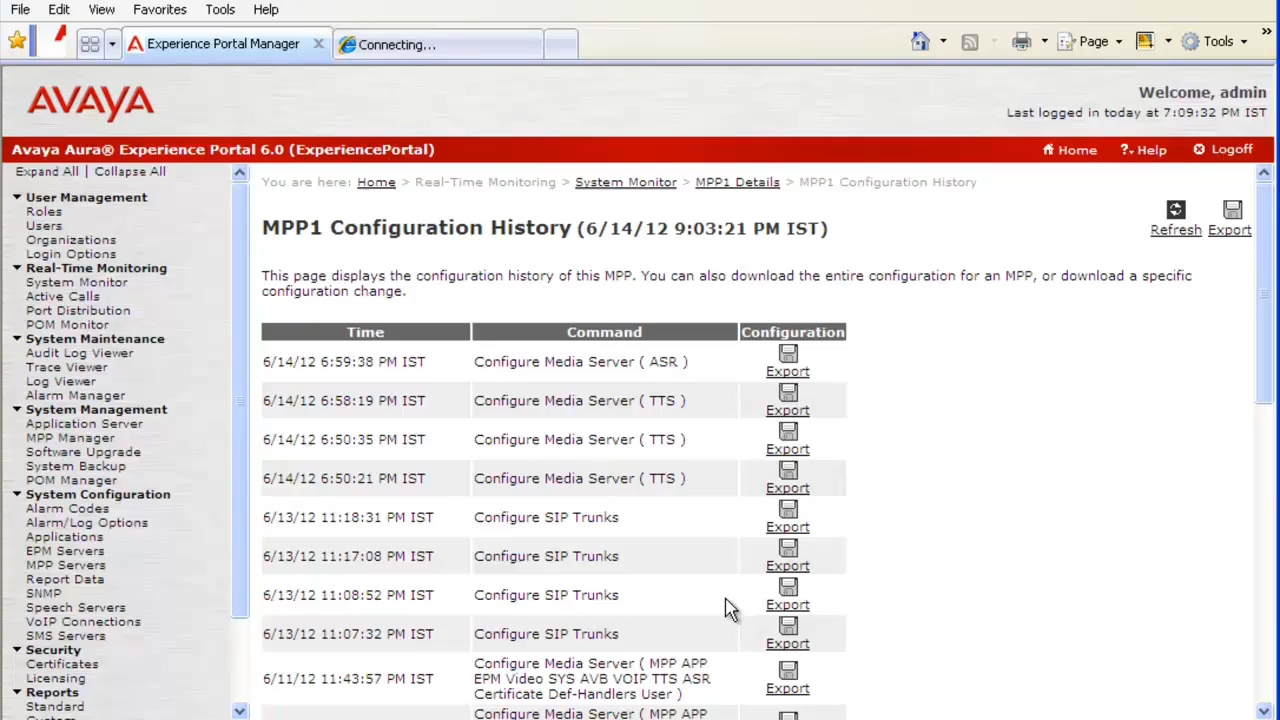 File Edit View Favorites Tools Help
Experience Portal Manager
Connecting...
Page
Tools
AVAYA
Welcome, admin
Last logged in today at 7:09:32 PM IST
Avaya Aura® Experience Portal 6.0 (ExperiencePortal)
Home
?. Help
Logoff
Expand All | Collapse All
User Management
Roles
Users
Organizations
Login Options
Real-Time Monitoring
System Monitor
Active Calls
Port Distribution
POM Monitor
System Maintenance
Audit Log Viewer
Trace Viewer
Log Viewer
Alarm Manager
System Management
Application Server
MPP Manager
Software Upgrade
System Backup
POM Manager
System Configuration
Alarm Codes
Alarm/Log Options
Applications
EPM Servers
MPP Servers
Report Data
SNMP
Speech Servers
VoIP Connections
SMS Servers
Security
Certificates
Licensing
Reports
Standard
Custom
You are here: Home > Real-Time Monitoring > System Monitor > MPP1 Details > MPP1 Configuration History
MPP1 Configuration History (6/14/12 9:03:21 PM IST)
Refresh
Export
This page displays the configuration history of this MPP. You can also download the entire configuration for an MPP, or download a specific
configuration change.
Time Command Configuration
6/14/12 6:59:38 PM IST Configure Media Server ( ASR ) Export
6/14/12 6:58:19 PM IST Configure Media Server ( TTS ) Export
6/14/12 6:50:35 PM IST Configure Media Server ( TTS ) Export
6/14/12 6:50:21 PM IST Configure Media Server ( TTS ) Export
6/13/12 11:18:31 PM IST Configure SIP Trunks Export
6/13/12 11:17:08 PM IST Configure SIP Trunks Export
6/13/12 11:08:52 PM IST Configure SIP Trunks Export
6/13/12 11:07:32 PM IST Configure SIP Trunks Export
6/11/12 11:43:57 PM IST Configure Media Server ( MPP APP
EPM Video SYS AVB VOIP TTS ASR
Certificate Def-Handlers User ) Export
Configure Media Server ( MPP APP